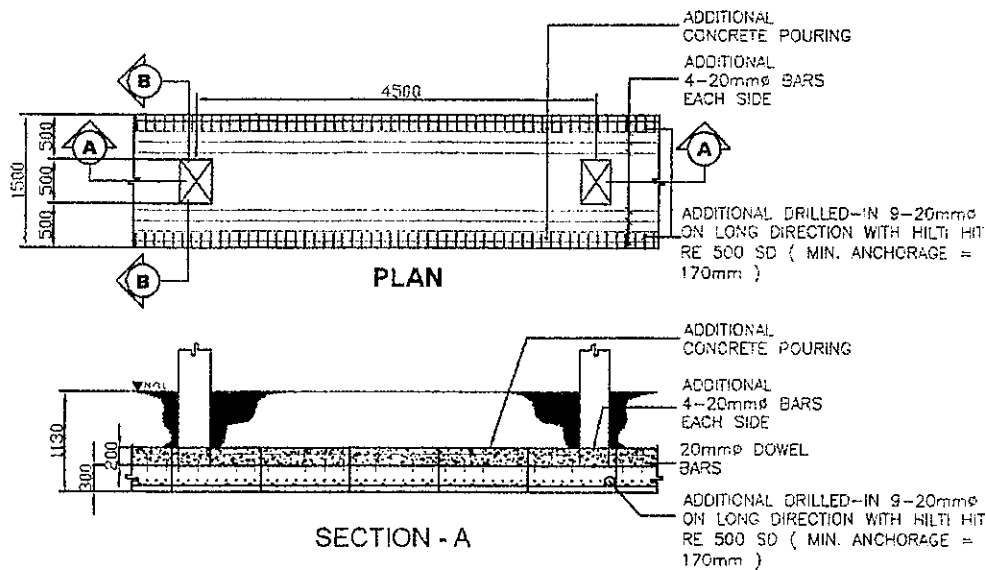 ADDITIONAL
CONCRETE POURING
ADDITIONAL
4-20mmø BARS
EACH SIDE
B
4500
A
A
500
1500
500
500
ADDITIONAL DRILLED-IN 9-20mmø
ON LONG DIRECTION WITH HILTI HIT
RE 500 SD ( MIN. ANCHORAGE =
170mm )
B
PLAN
ADDITIONAL
CONCRETE POURING
ADDITIONAL
4-20mmø BARS
EACH SIDE
1130
200
300
20mmø DOWEL
BARS
ADDITIONAL DRILLED-IN 9-20mmø
ON LONG DIRECTION WITH HILTI HIT
RE 500 SD ( MIN. ANCHORAGE =
170mm )
SECTION - A